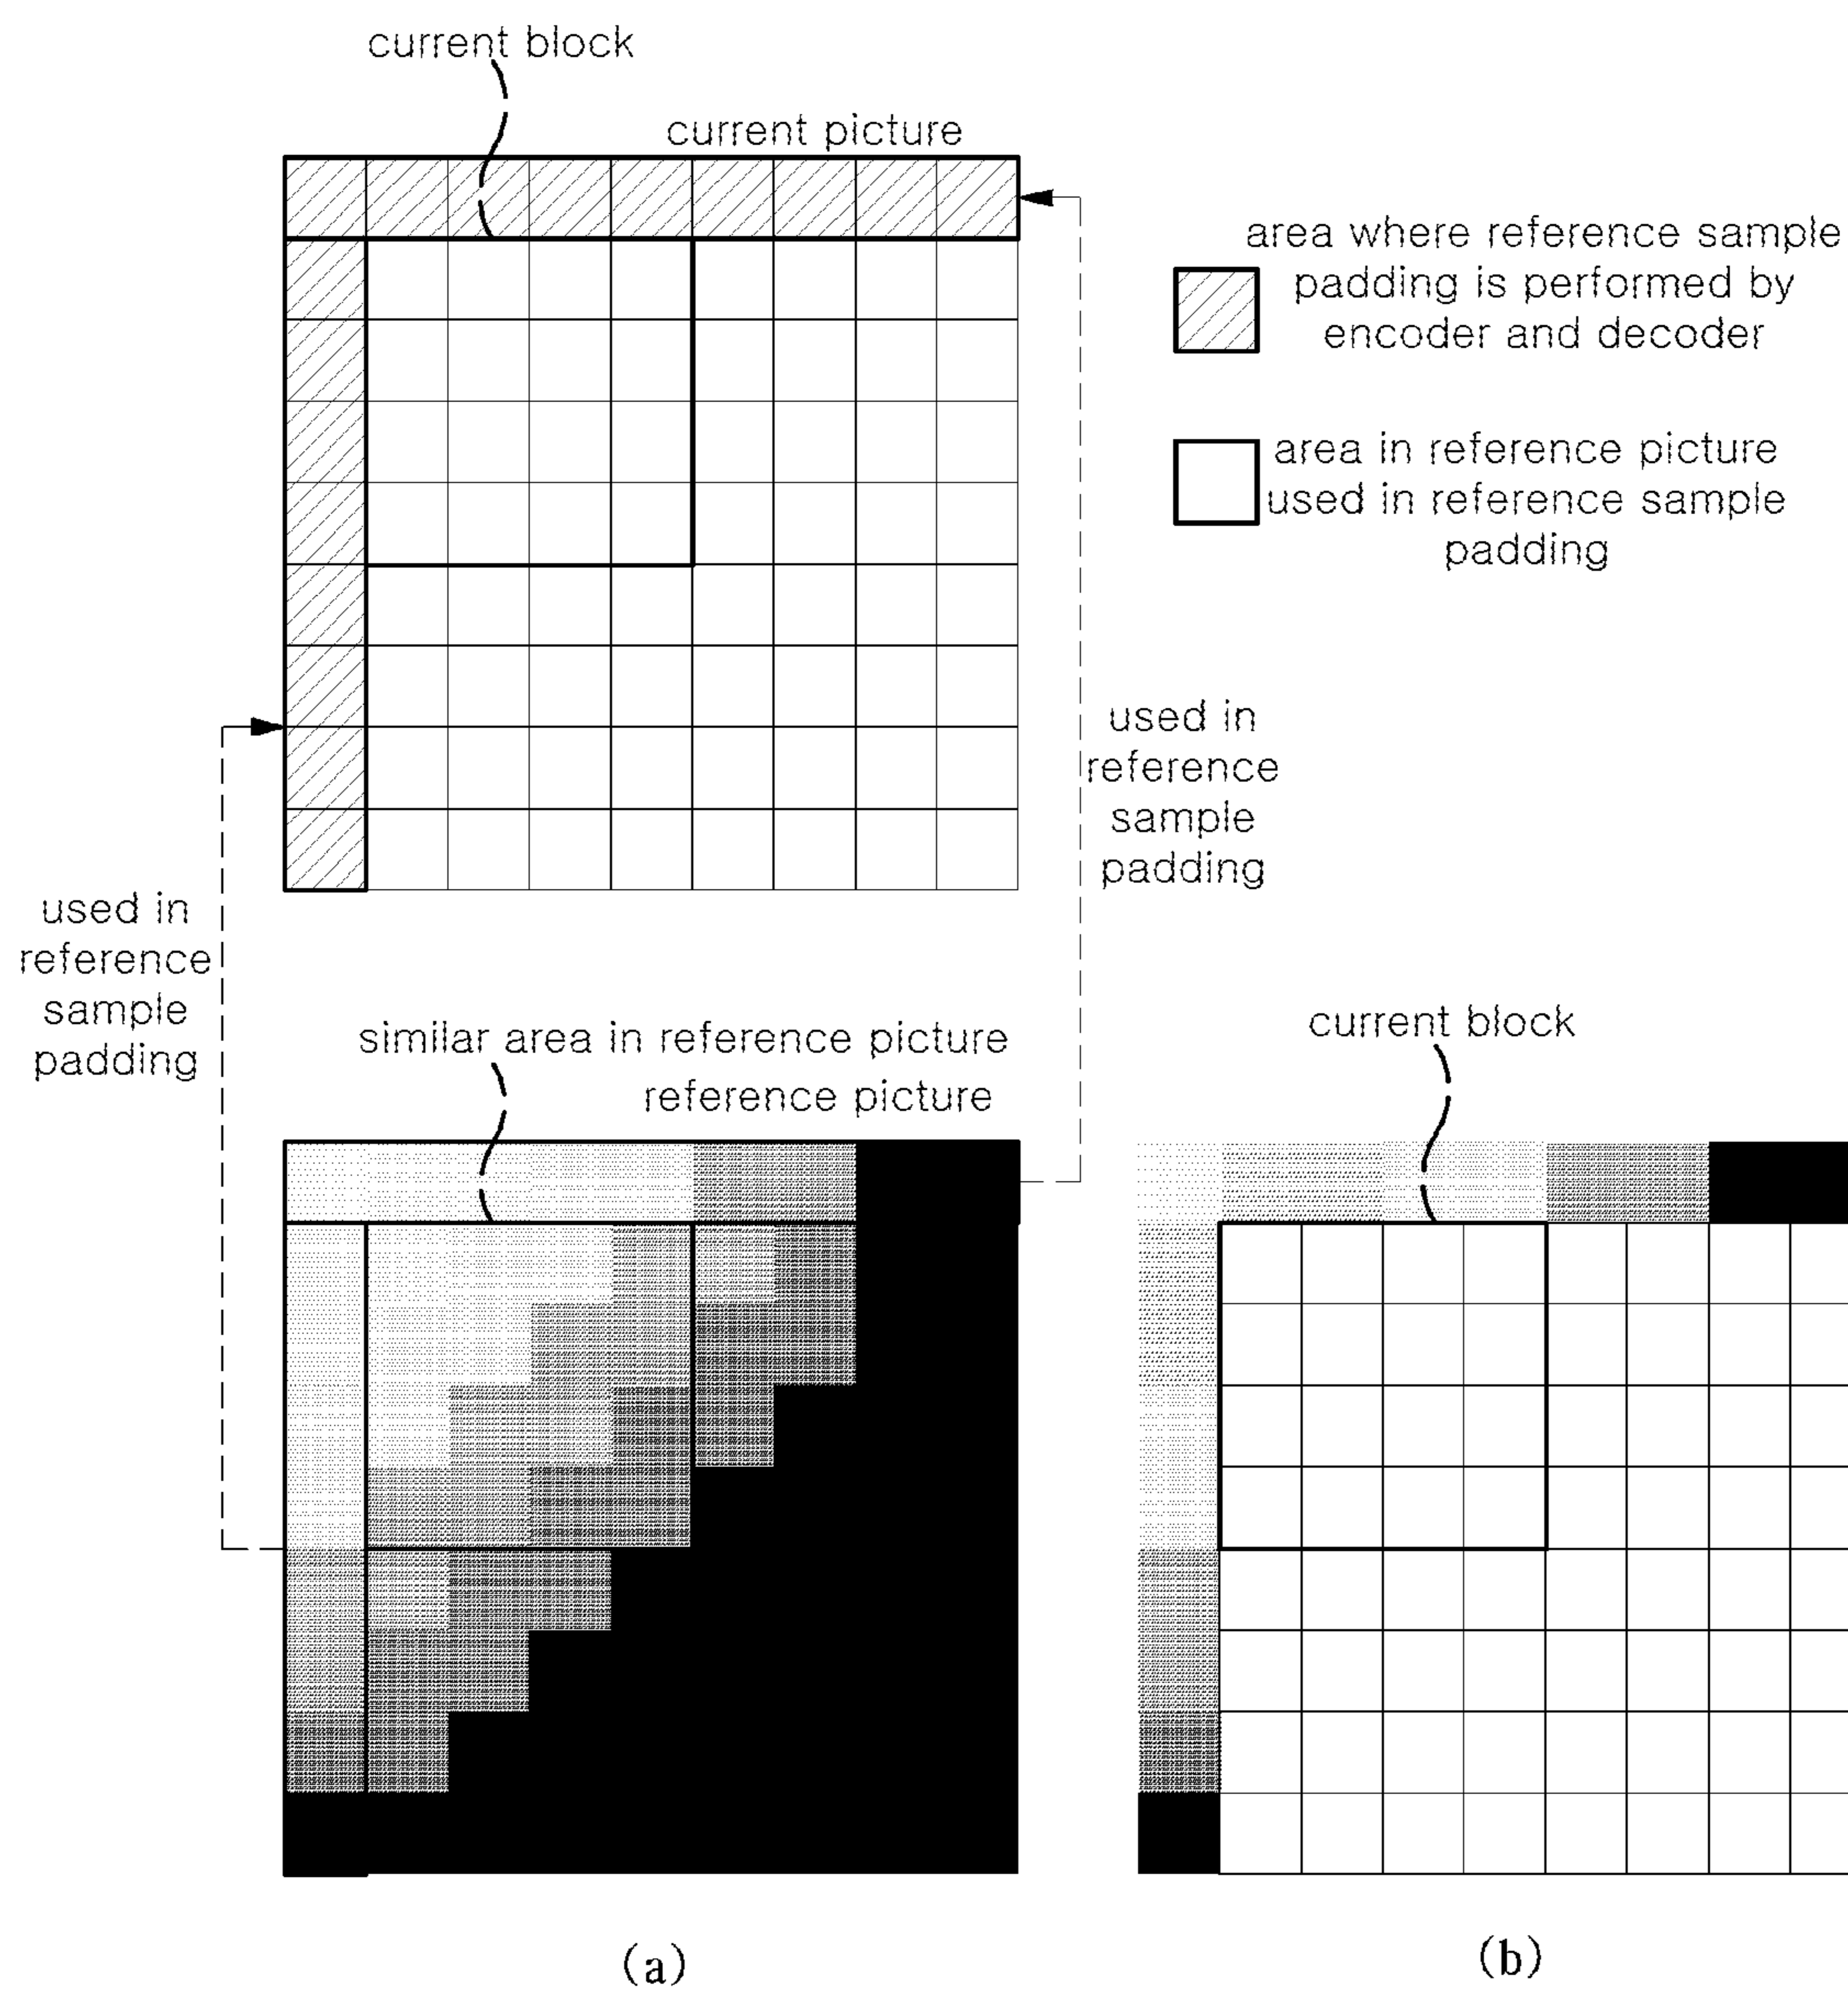 current block
current picture
area where reference sample
padding is performed by
encoder and decoder
area in reference picture
used in reference sample
padding
used in
reference
sample
padding
used in
reference
sample
padding
similar area in reference picture
reference picture
current block
(a)
(b)